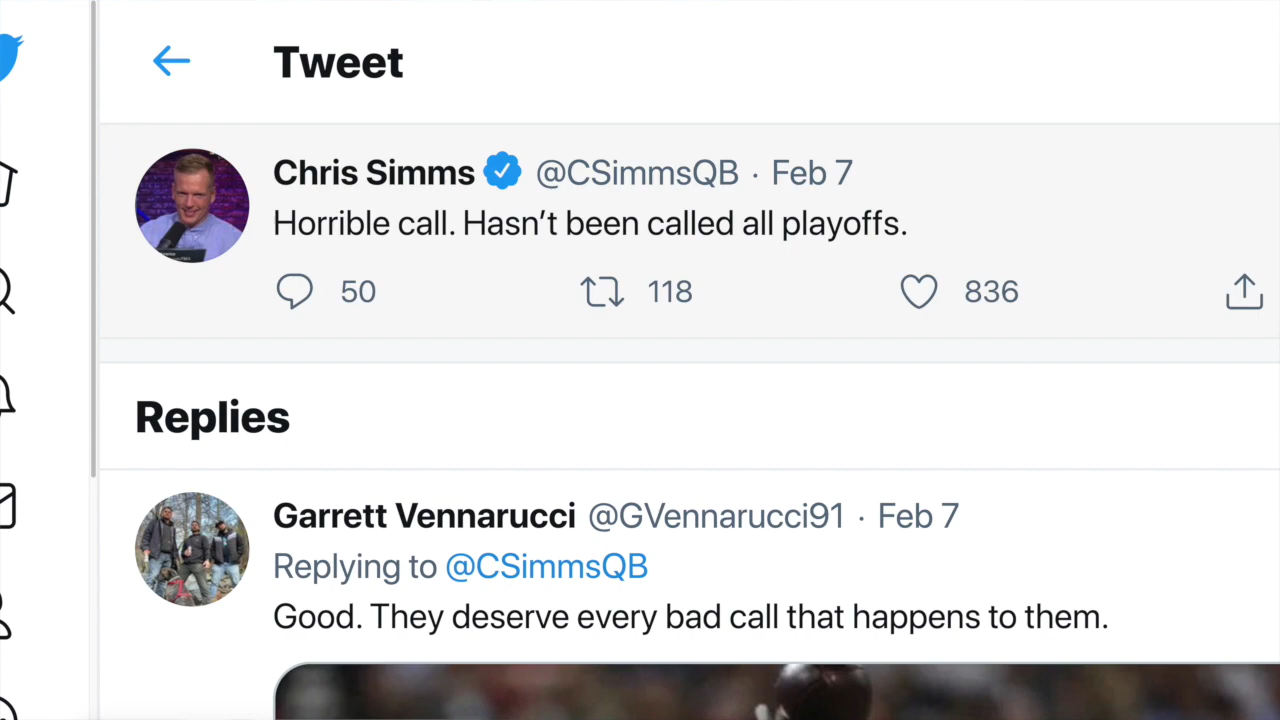 Tweet
Chris Simms @CSimmsQB · Feb 7
Horrible call. Hasn’t been called all playoffs.
50 118 836
Replies
Garrett Vennarucci @GVennarucci91 · Feb 7
Replying to @CSimmsQB
Good. They deserve every bad call that happens to them.